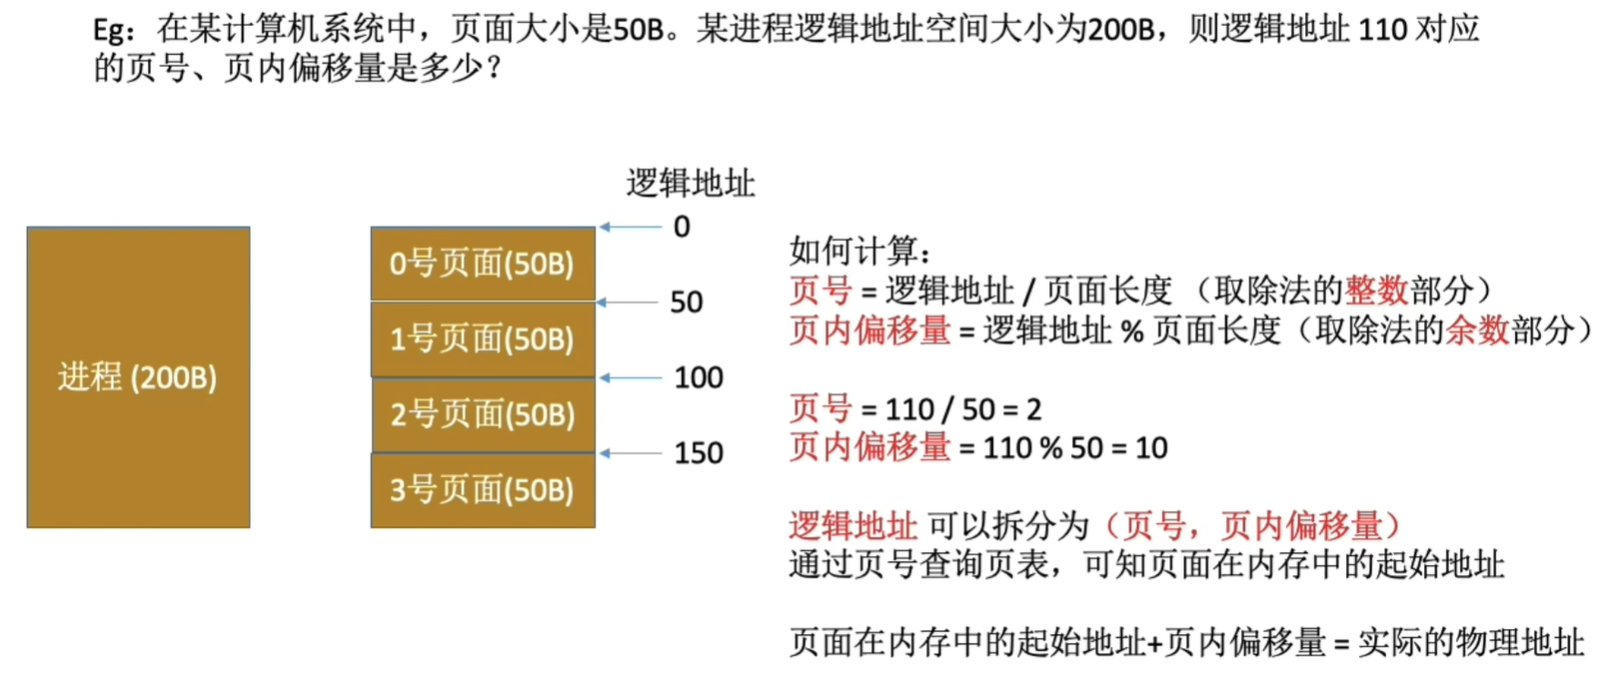 Eg：在某计算机系统中，页面大小是50B。某进程逻辑地址空间大小为200B，则逻辑地址 110 对应
的页号、页内偏移量是多少？
逻辑地址
0
50
100
150
进程 (200B)
0号页面(50B)
1号页面(50B)
2号页面(50B)
3号页面(50B)
如何计算：
页号 = 逻辑地址 / 页面长度 （取除法的整数部分）
页内偏移量 = 逻辑地址 % 页面长度（取除法的余数部分）
页号 = 110 / 50 = 2
页内偏移量 = 110 % 50 = 10
逻辑地址 可以拆分为（页号，页内偏移量）
通过页号查询页表，可知页面在内存中的起始地址
页面在内存中的起始地址+页内偏移量 = 实际的物理地址